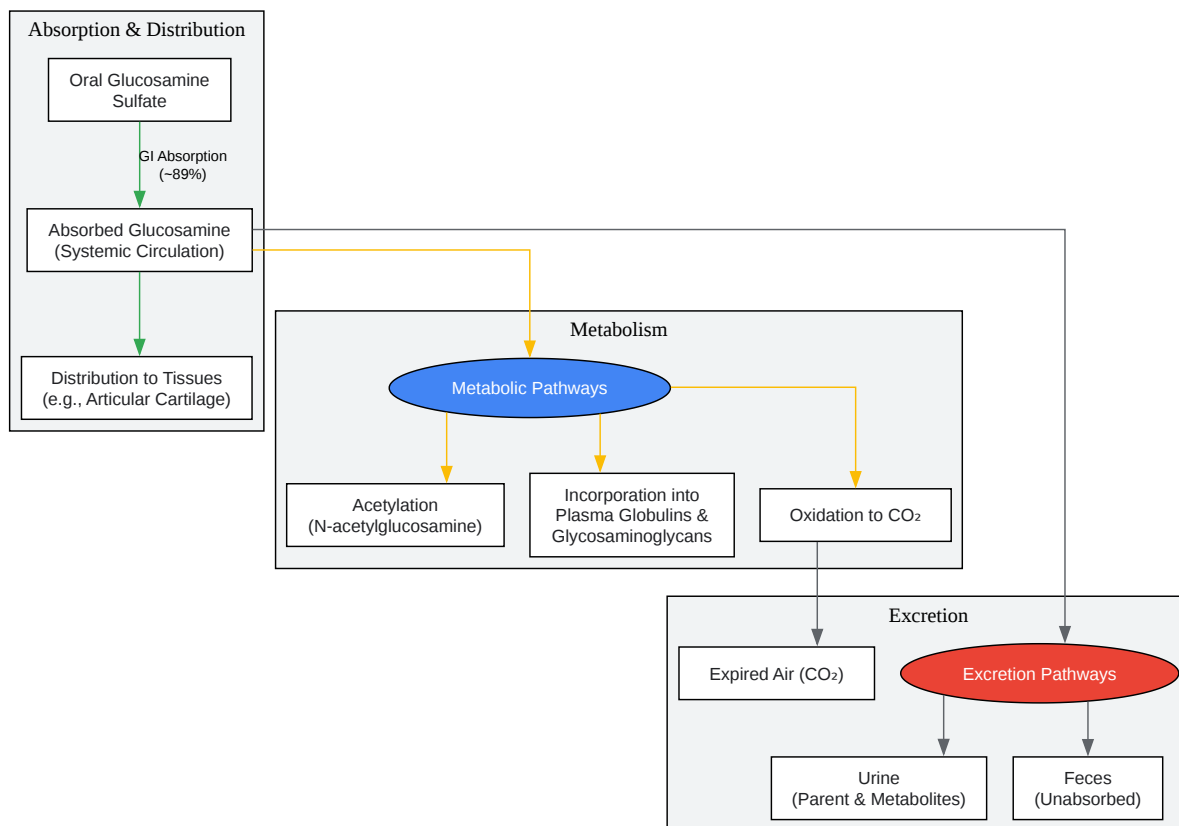 Absorption & Distribution
Oral Glucosamine
Sulfate
GI Absorption
(~89%)
Absorbed Glucosamine
(Systemic Circulation)
Distribution to Tissues
(e.g., Articular Cartilage)
Metabolism
Metabolic Pathways
Acetylation
(N-acetylglucosamine)
Incorporation into
Plasma Globulins &
Glycosaminoglycans
Oxidation to CO₂
Excretion
Expired Air (CO₂)
Excretion Pathways
Urine
(Parent & Metabolites)
Feces
(Unabsorbed)